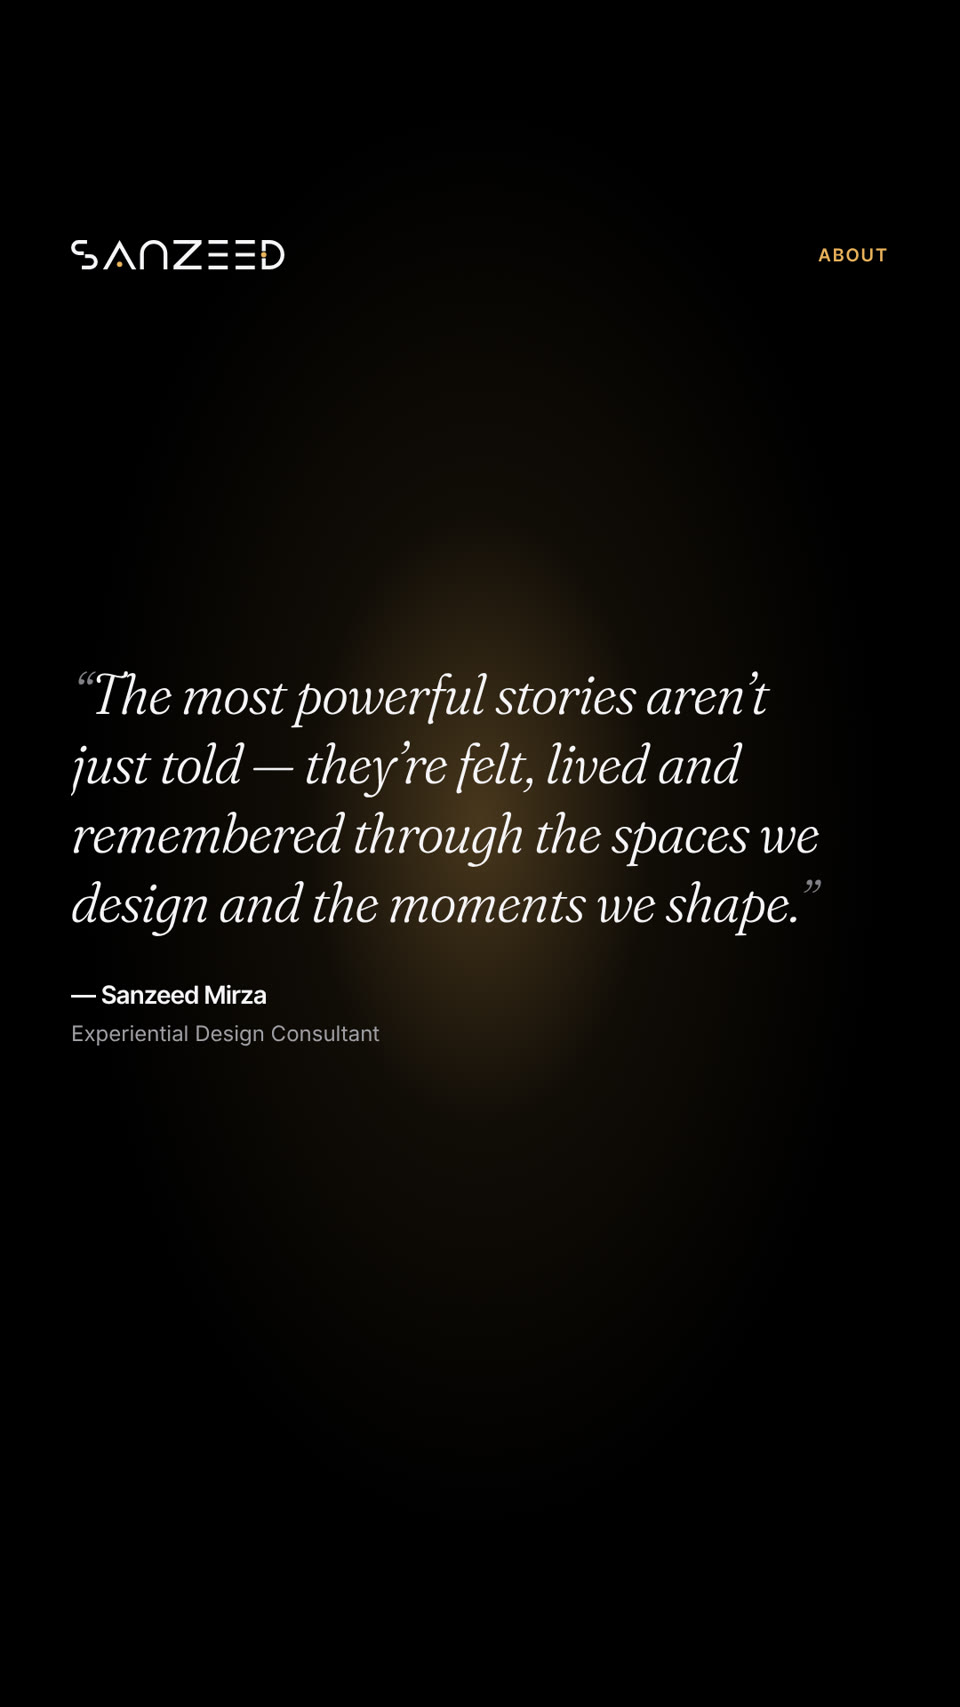 SANZEED
ABOUT
“The most powerful stories aren’t
just told — they’re felt, lived and
remembered through the spaces we
design and the moments we shape.”
— Sanzeed Mirza
Experiential Design Consultant